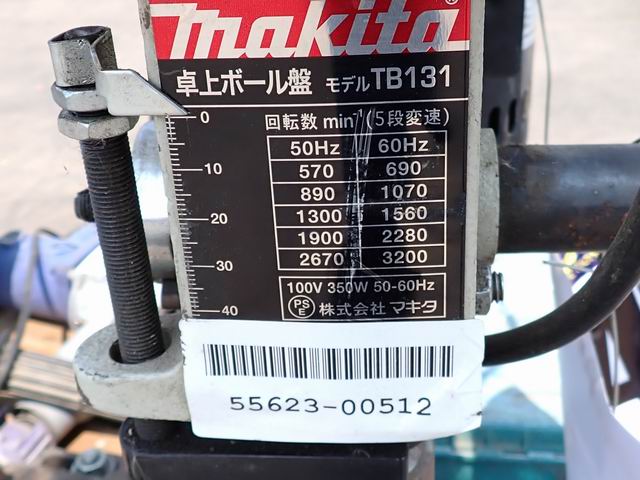 makita
卓上ボール盤 モデルTB131
回転数 min⁻¹(5段変速)
50Hz 60Hz
570 690
890 1070
1300 1560
1900 2280
2670 3200
100V 350W 50-60Hz
PSE 株式会社 マキタ
0
10
20
30
40
55623-00512